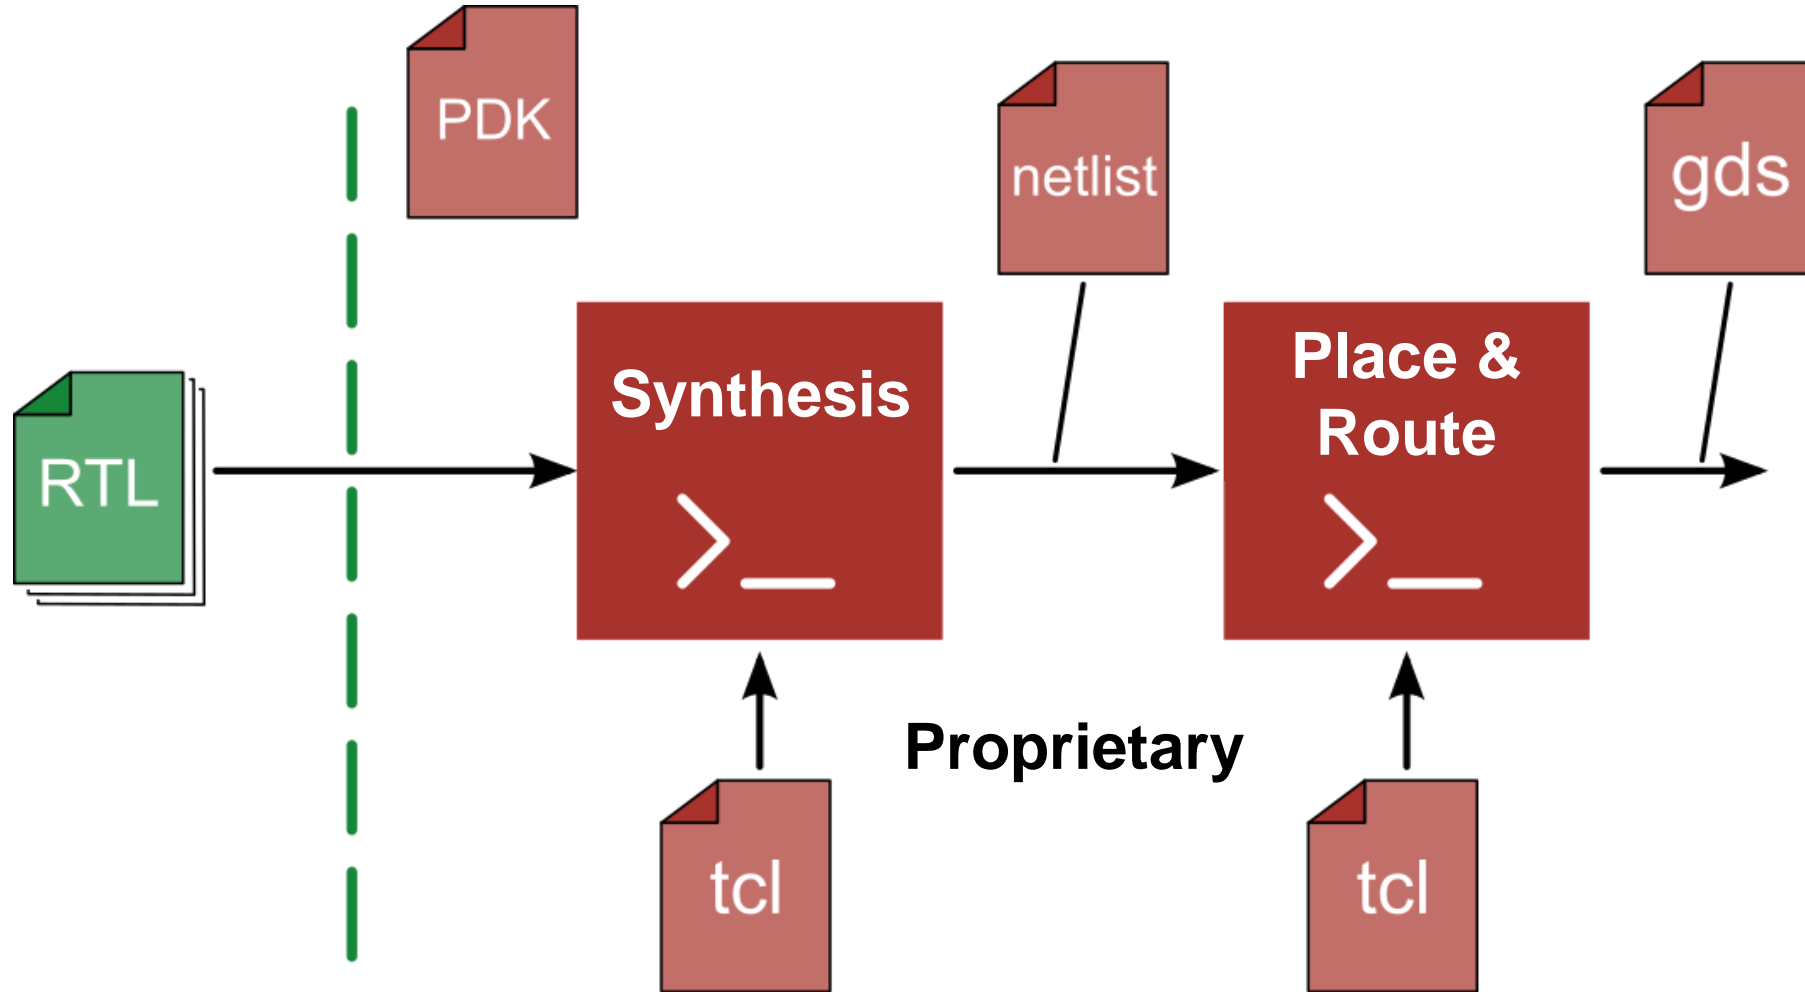 PDK
netlist
gds
RTL
Synthesis
>_
Place &
Route
>_
Proprietary
tcl
tcl